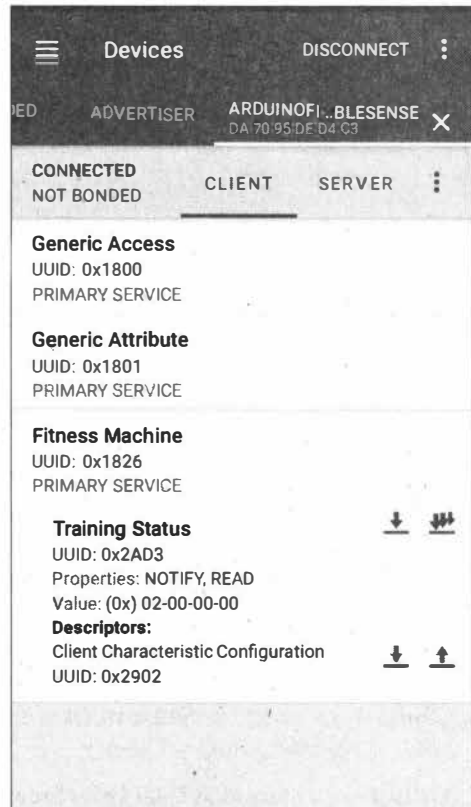 Devices DISCONNECT
DED ADVERTISER ARDUINOFI..BLESENSE
DA:70:95:DE:D4:C3
CONNECTED
NOT BONDED CLIENT SERVER
Generic Access
UUID: 0x1800
PRIMARY SERVICE
Generic Attribute
UUID: 0x1801
PRIMARY SERVICE
Fitness Machine
UUID: 0x1826
PRIMARY SERVICE
Training Status
UUID: 0x2AD3
Properties: NOTIFY, READ
Value: (0x) 02-00-00-00
Descriptors:
Client Characteristic Configuration
UUID: 0x2902